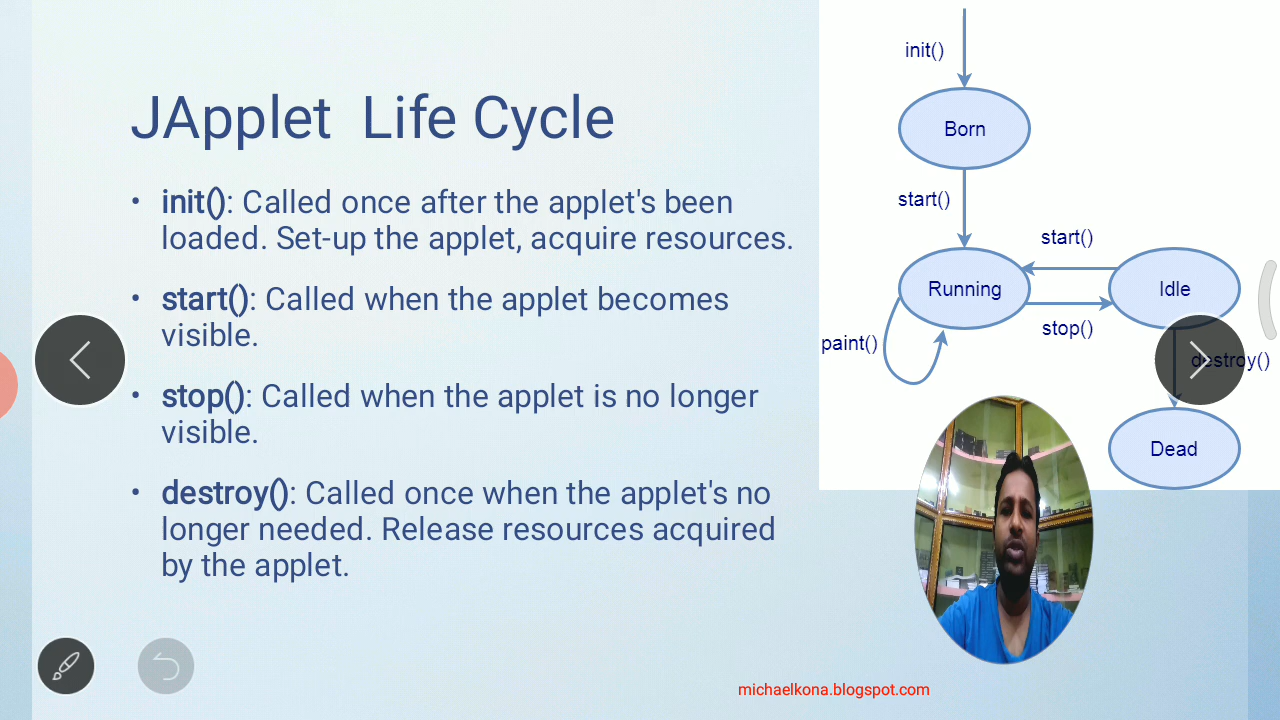 JApplet Life Cycle
• init(): Called once after the applet's been
loaded. Set-up the applet, acquire resources.
• start(): Called when the applet becomes
visible.
• stop(): Called when the applet is no longer
visible.
• destroy(): Called once when the applet's no
longer needed. Release resources acquired
by the applet.
init()
Born
start()
start()
Running
Idle
stop()
paint()
destroy()
Dead
michaelkona.blogspot.com